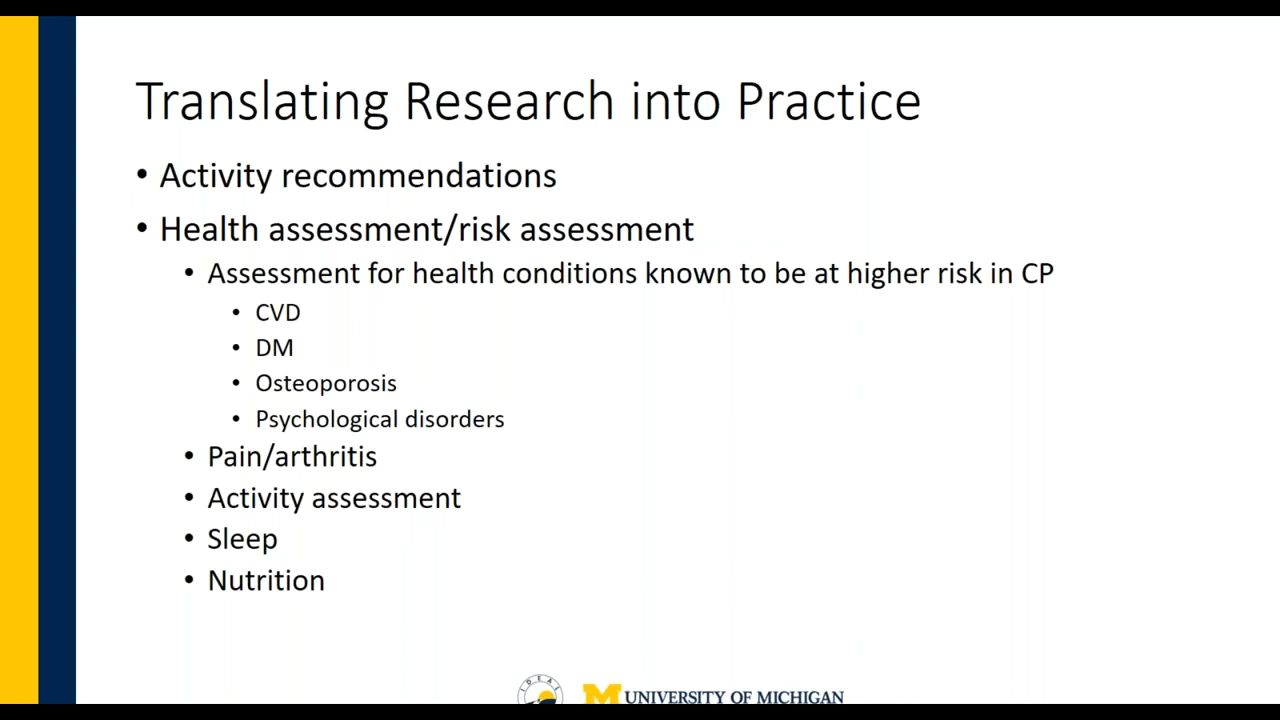 Translating Research into Practice
• Activity recommendations
• Health assessment/risk assessment
• Assessment for health conditions known to be at higher risk in CP
• CVD
• DM
• Osteoporosis
• Psychological disorders
• Pain/arthritis
• Activity assessment
• Sleep
• Nutrition
IDEAL
M UNIVERSITY OF MICHIGAN